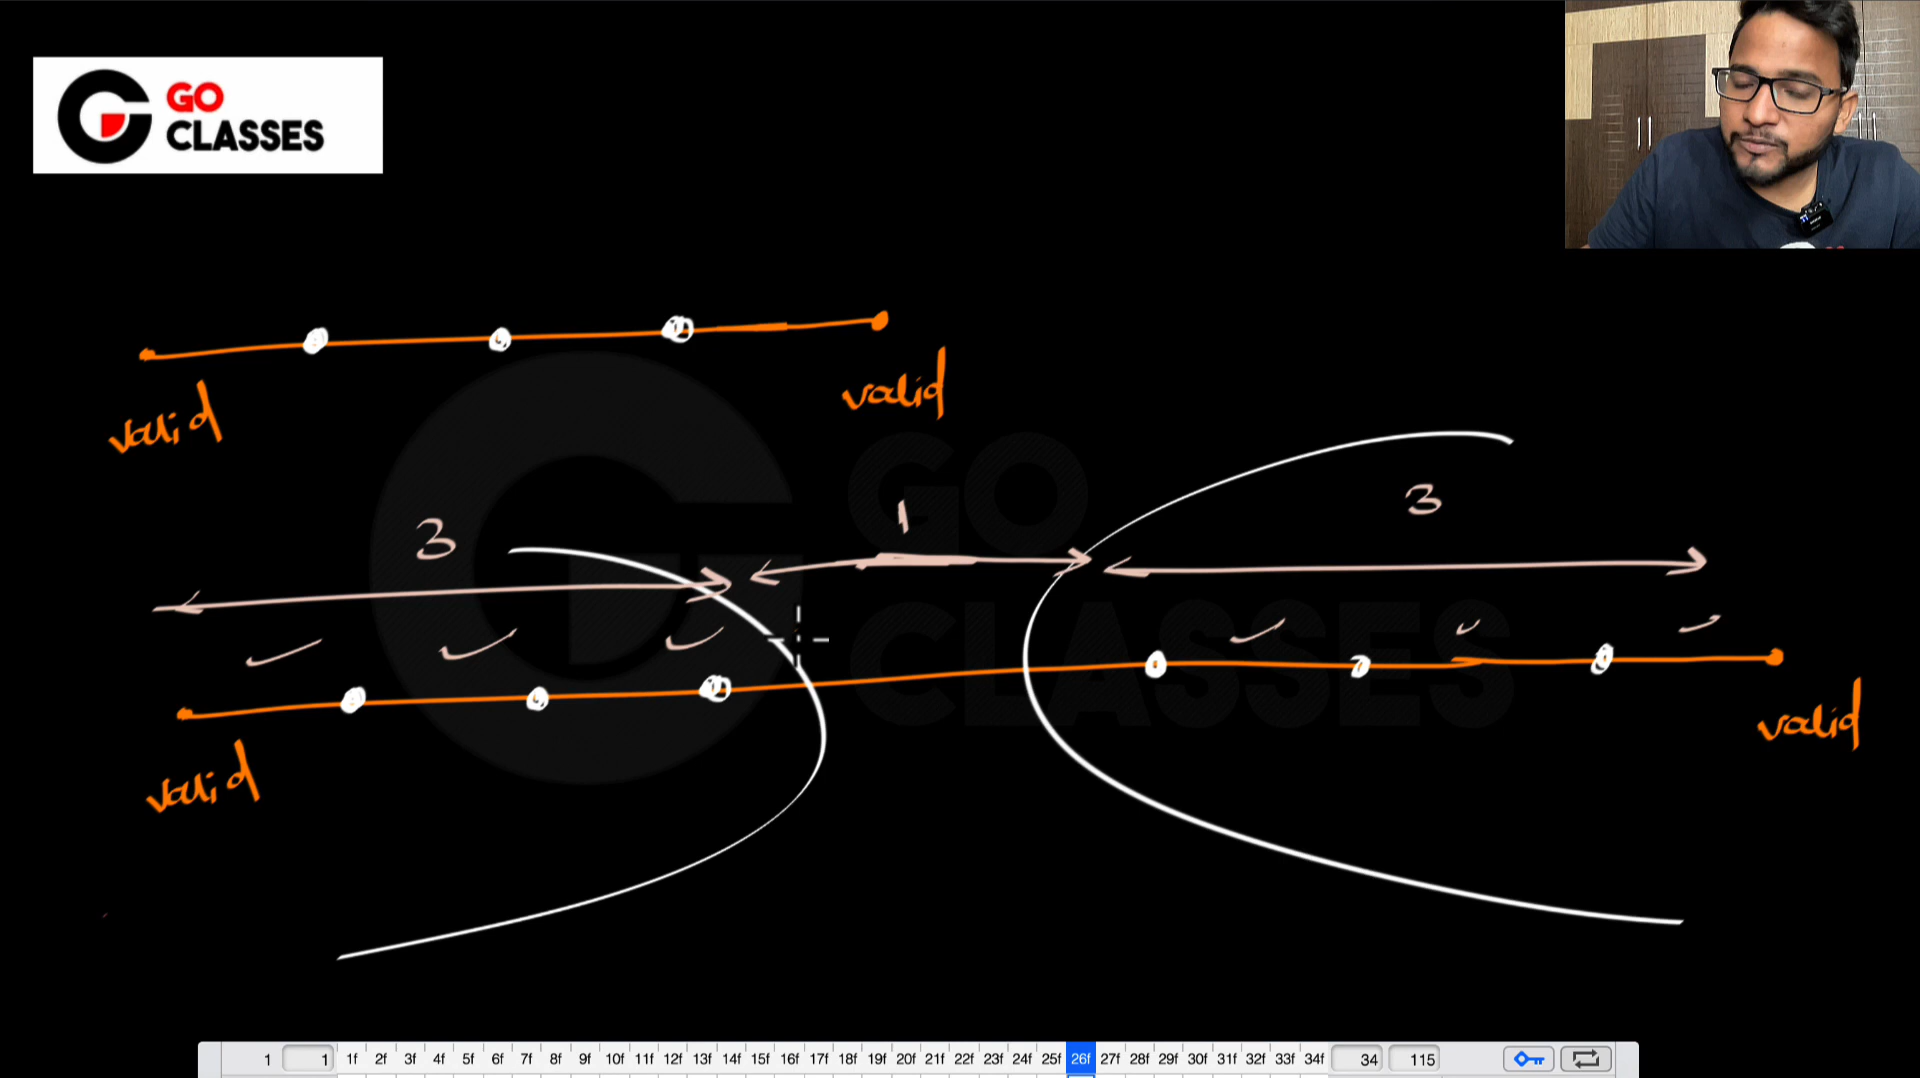 GO
CLASSES
valid
valid
GO
CLASSES
3
1
3
valid
valid
1 1 1f 2f 3f 4f 5f 6f 7f 8f 9f 10f 11f 12f 13f 14f 15f 16f 17f 18f 19f 20f 21f 22f 23f 24f 25f 26f 27f 28f 29f 30f 31f 32f 33f 34f 34 115